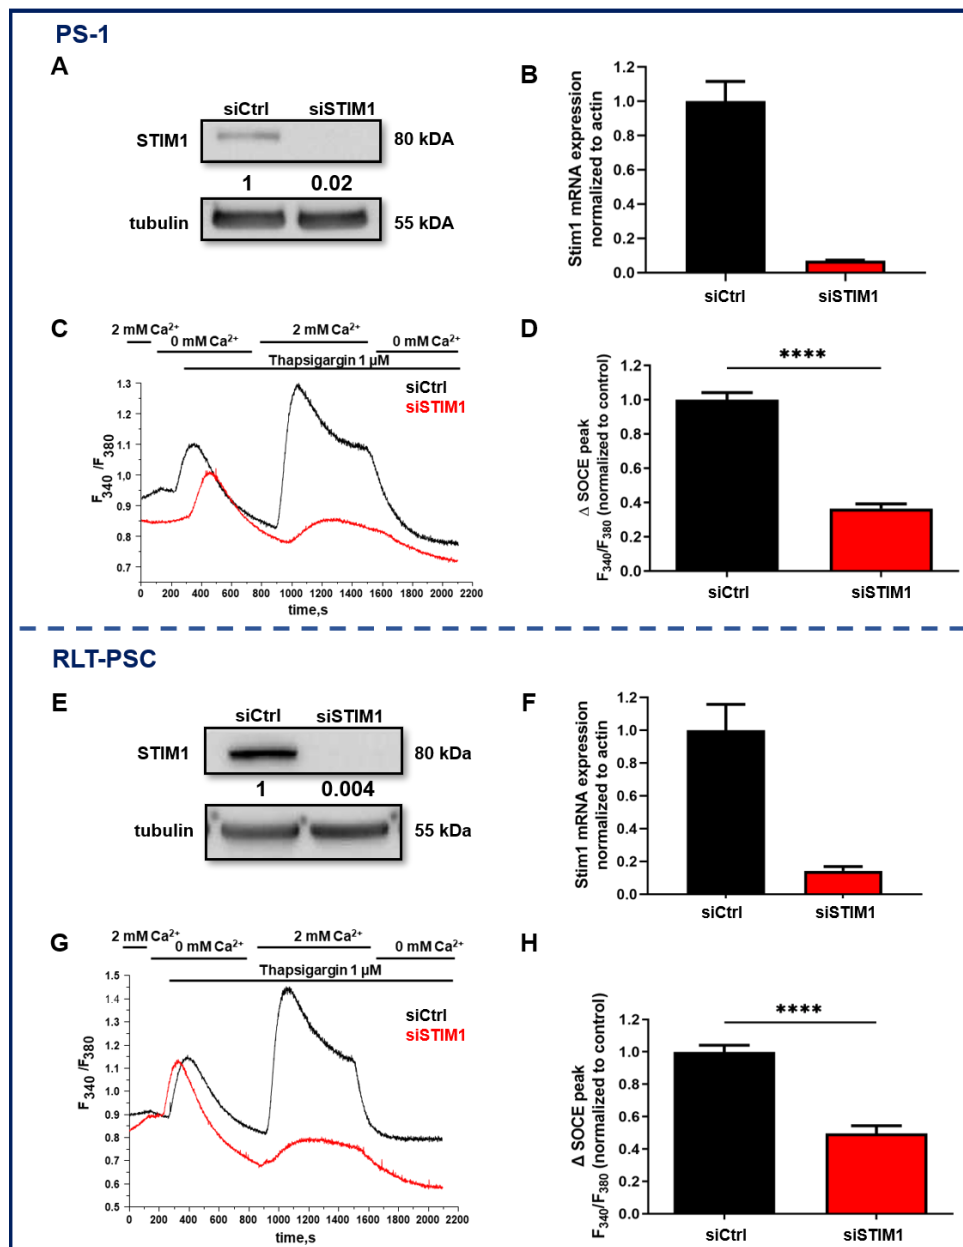 PS-1
A
siCtrl siSTIM1
STIM1 80 kDA
1 0.02
tubulin 55 kDA
B
Stim1 mRNA expression
normalized to actin
1.2
1.0
0.8
0.6
0.4
0.2
0.0
siCtrl siSTIM1
C
2 mM Ca²⁺ 2 mM Ca²⁺
0 mM Ca²⁺ 0 mM Ca²⁺
Thapsigargin 1 µM
siCtrl
siSTIM1
F340/F380
1.3
1.2
1.1
1.0
0.9
0.8
0.7
0 200 400 600 800 1000 1200 1400 1600 1800 2000 2200
time,s
D
****
Δ SOCE peak
F340/F380 (normalized to control)
1.2
1.0
0.8
0.6
0.4
0.2
0.0
siCtrl siSTIM1
RLT-PSC
E
siCtrl siSTIM1
STIM1 80 kDa
1 0.004
tubulin 55 kDa
F
Stim1 mRNA expression
normalized to actin
1.2
1.0
0.8
0.6
0.4
0.2
0.0
siCtrl siSTIM1
G
2 mM Ca²⁺ 2 mM Ca²⁺
0 mM Ca²⁺ 0 mM Ca²⁺
Thapsigargin 1 µM
siCtrl
siSTIM1
F340/F380
1.5
1.4
1.3
1.2
1.1
1.0
0.9
0.8
0.7
0.6
0.5
0 200 400 600 800 1000 1200 1400 1600 1800 2000 2200
time,s
H
****
Δ SOCE peak
F340/F380 (normalized to control)
1.2
1.0
0.8
0.6
0.4
0.2
0.0
siCtrl siSTIM1